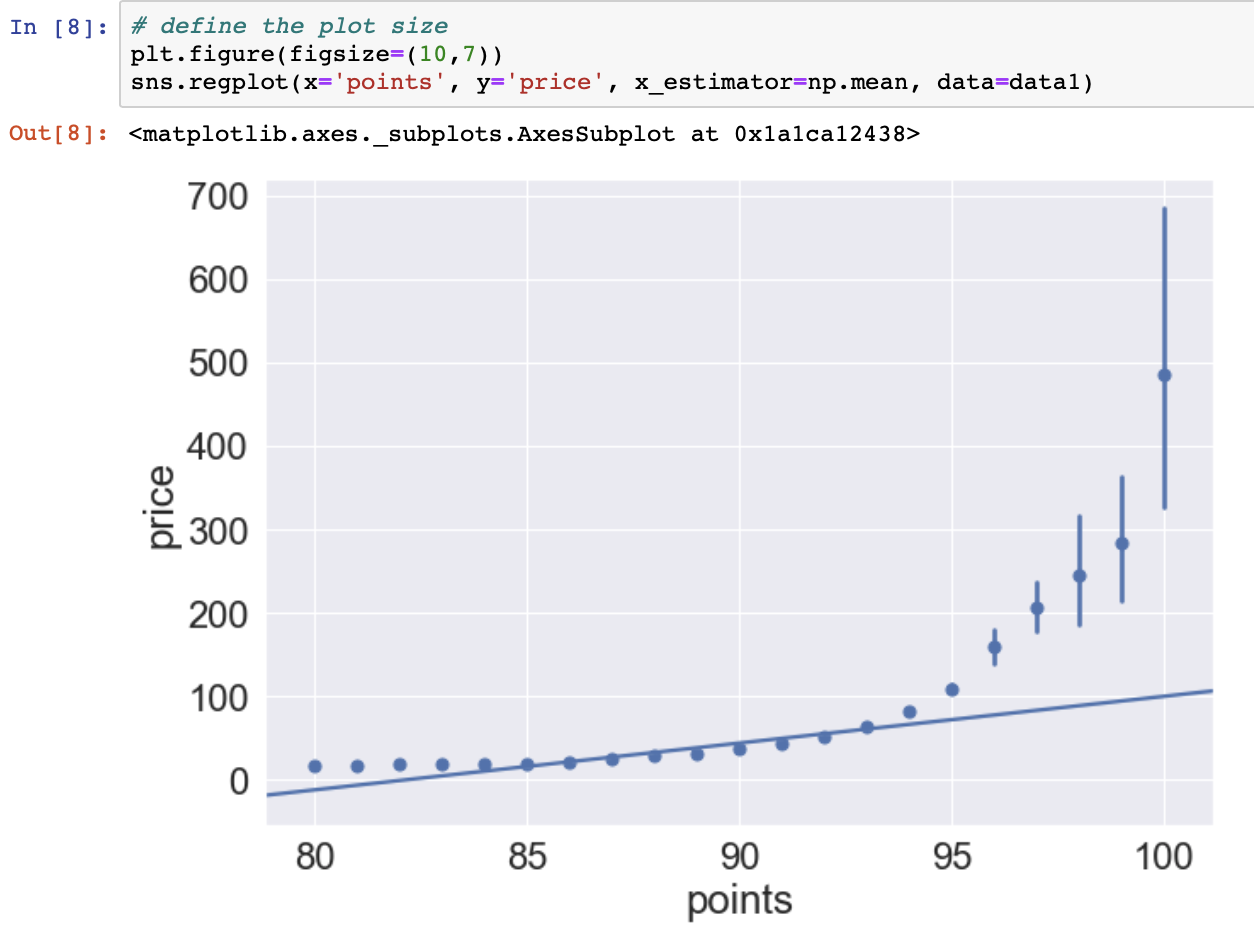 In [8]: # define the plot size
plt.figure(figsize=(10,7))
sns.regplot(x='points', y='price', x_estimator=np.mean, data=data1)
Out[8]: <matplotlib.axes._subplots.AxesSubplot at 0x1a1ca12438>
700
600
500
400
300
200
100
0
price
80 85 90 95 100
points